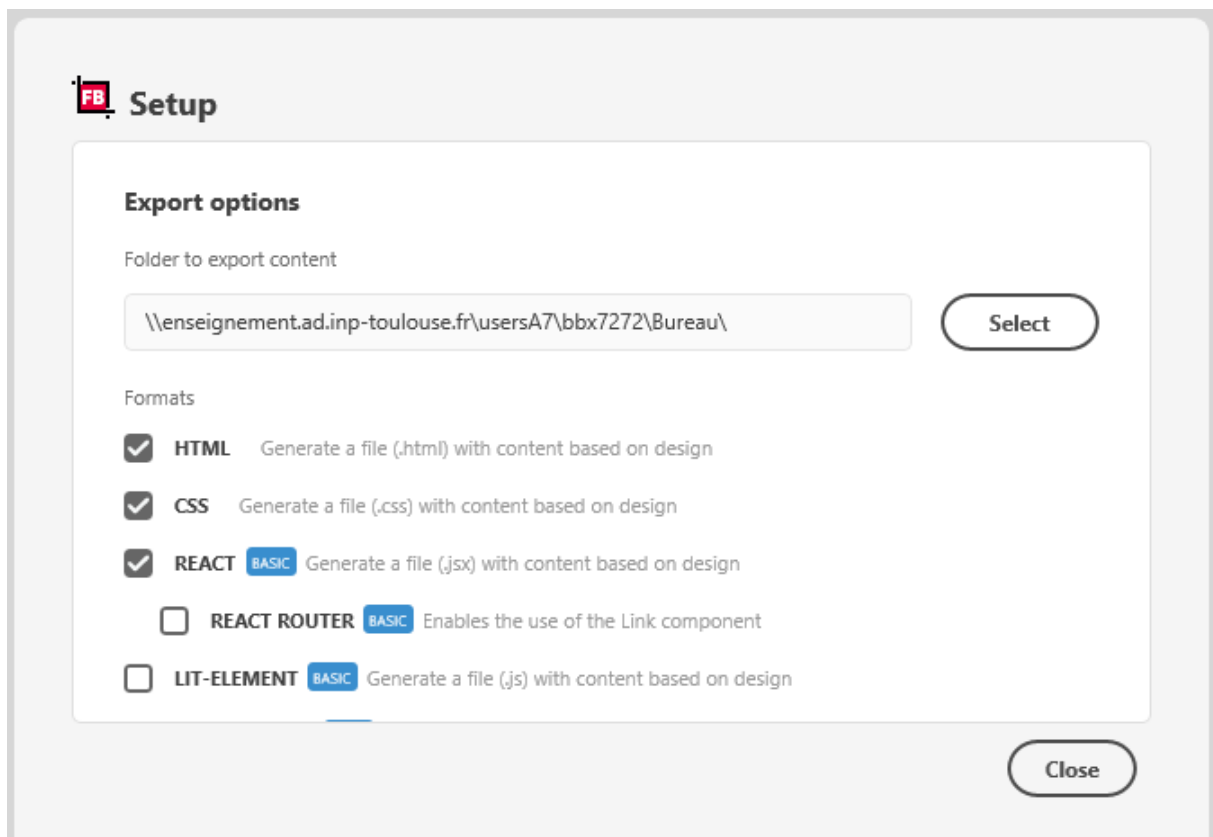 FB Setup
Export options
Folder to export content
\\enseignement.ad.inp-toulouse.fr\usersA7\bbx7272\Bureau\ Select
Formats
HTML Generate a file (.html) with content based on design
CSS Generate a file (.css) with content based on design
REACT BASIC Generate a file (.jsx) with content based on design
REACT ROUTER BASIC Enables the use of the Link component
LIT-ELEMENT BASIC Generate a file (.js) with content based on design
Close